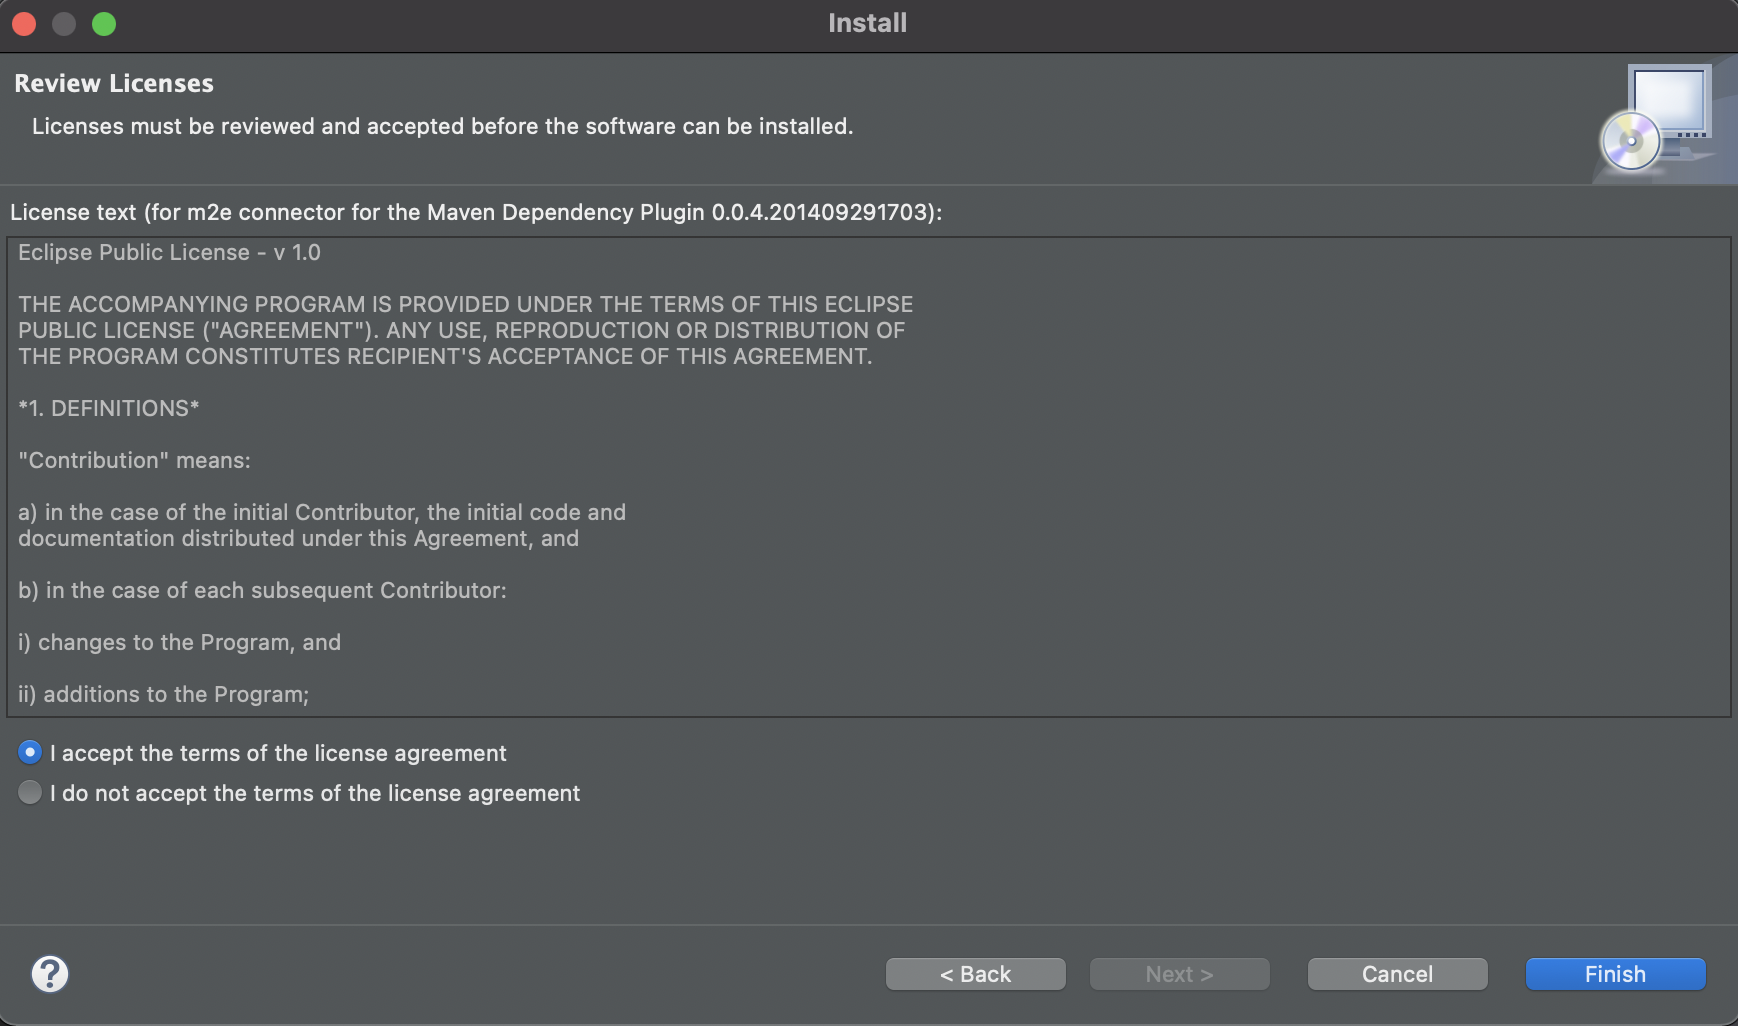 Install
Review Licenses
Licenses must be reviewed and accepted before the software can be installed.
License text (for m2e connector for the Maven Dependency Plugin 0.0.4.201409291703):
Eclipse Public License - v 1.0
THE ACCOMPANYING PROGRAM IS PROVIDED UNDER THE TERMS OF THIS ECLIPSE
PUBLIC LICENSE ("AGREEMENT"). ANY USE, REPRODUCTION OR DISTRIBUTION OF
THE PROGRAM CONSTITUTES RECIPIENT'S ACCEPTANCE OF THIS AGREEMENT.
*1. DEFINITIONS*
"Contribution" means:
a) in the case of the initial Contributor, the initial code and
documentation distributed under this Agreement, and
b) in the case of each subsequent Contributor:
i) changes to the Program, and
ii) additions to the Program;
I accept the terms of the license agreement
I do not accept the terms of the license agreement
?
< Back
Next >
Cancel
Finish